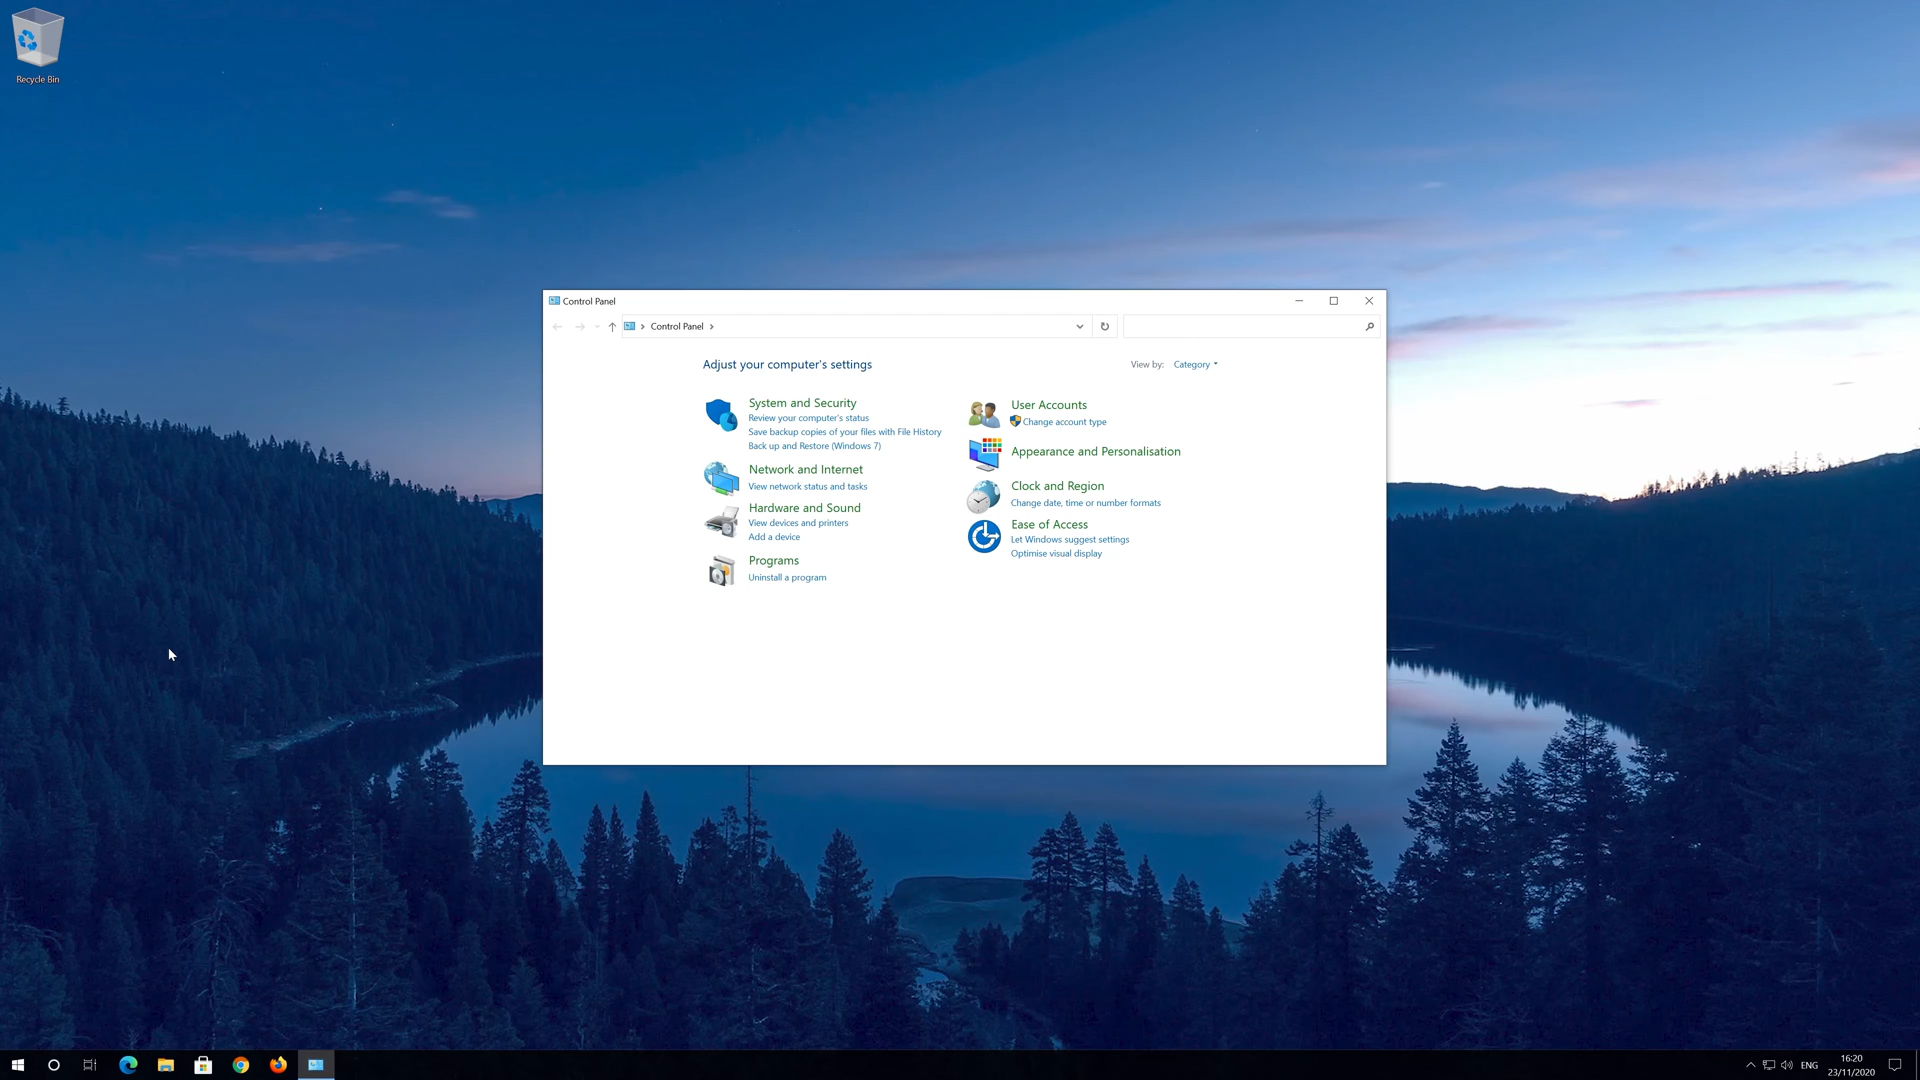 Recycle Bin
Control Panel
Control Panel
Adjust your computer's settings
View by: Category
System and Security
Review your computer's status
Save backup copies of your files with File History
Back up and Restore (Windows 7)
Network and Internet
View network status and tasks
Hardware and Sound
View devices and printers
Add a device
Programs
Uninstall a program
User Accounts
Change account type
Appearance and Personalisation
Clock and Region
Change date, time or number formats
Ease of Access
Let Windows suggest settings
Optimise visual display
ENG
16:20
23/11/2020